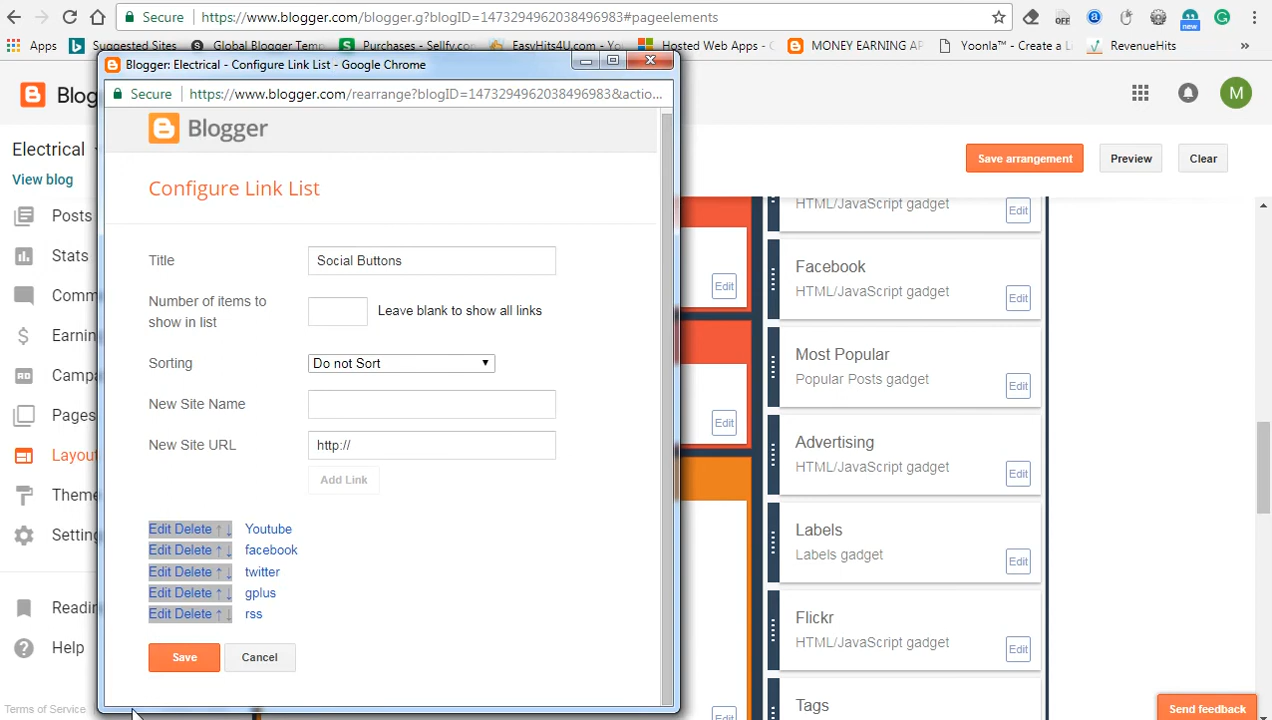 Secure https://www.blogger.com/blogger.g?blogID=1473294962038496983#pageelements
OFF
new
Apps Suggested Sites Global Blogger Temp Purchases - Sellfy.co EasyHits4U.com - Yo Hosted Web Apps - MONEY EARNING AP Yoonla™ - Create a Li RevenueHits »
Blogger: Electrical - Configure Link List - Google Chrome
Secure https://www.blogger.com/rearrange?blogID=1473294962038496983&actio...
Blog
M
Blogger
Electrical
View blog
Save arrangement Preview Clear
Configure Link List
Posts
Stats
Comm
Earnin
Campa
Pages
Layou
Theme
Setting
Readin
Help
Terms of Service
Title Social Buttons
Number of items to
show in list
Leave blank to show all links
Sorting Do not Sort
New Site Name
New Site URL http://
Add Link
Edit Delete ↑ ↓ Youtube
Edit Delete ↑ ↓ facebook
Edit Delete ↑ ↓ twitter
Edit Delete ↑ ↓ gplus
Edit Delete ↑ ↓ rss
Save Cancel
Edit
Edit
Edit
HTML/JavaScript gadget
Edit
Facebook
HTML/JavaScript gadget
Edit
Most Popular
Popular Posts gadget
Edit
Advertising
HTML/JavaScript gadget
Edit
Labels
Labels gadget
Edit
Flickr
HTML/JavaScript gadget
Edit
Tags
Send feedback